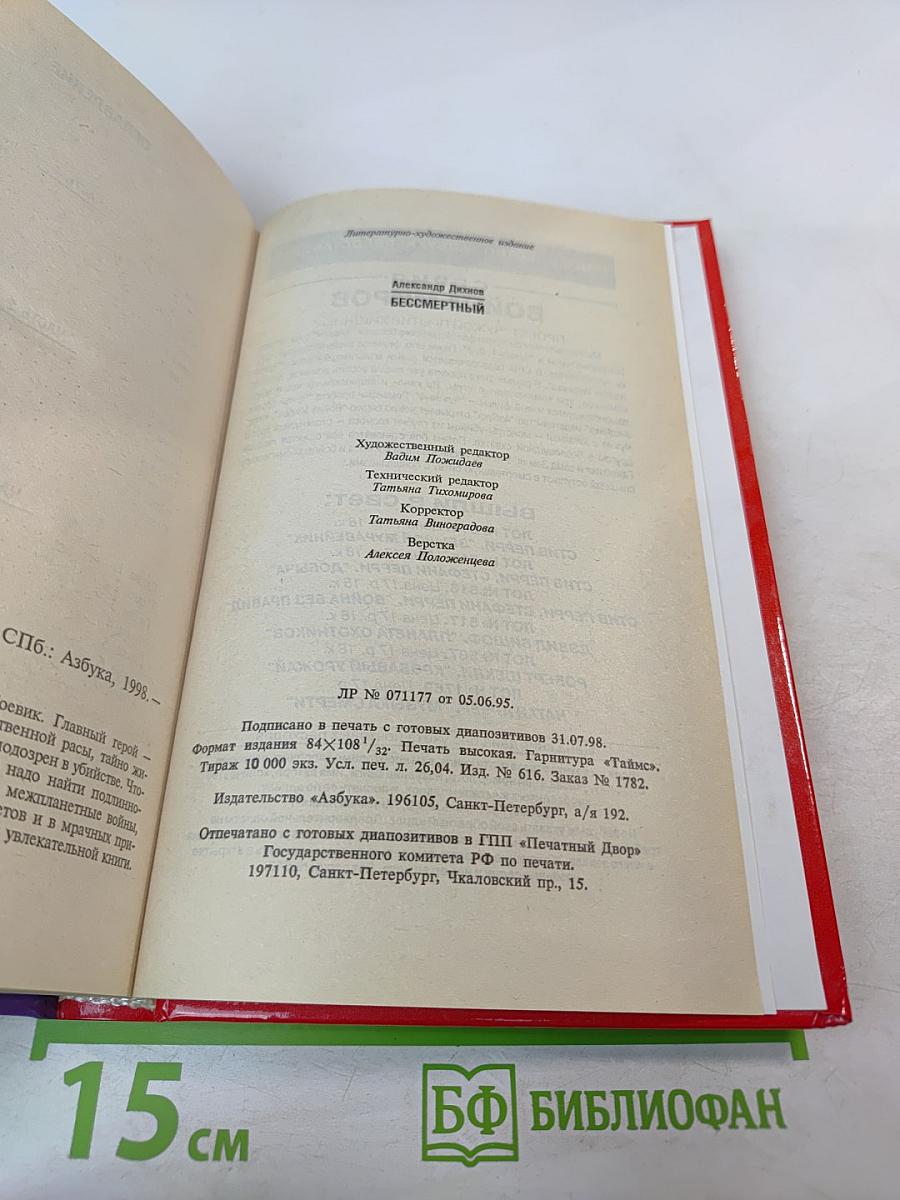 СПб.: Азбука, 1998.–
боевик. Главный герой –
твенной расы, тайно жи-
подозрен в убийстве. Что-
надо найти подлинно-
межпланетные войны,
тов и в мрачных при-
увлекательной книги.
Литературно-художественное издание
Александр Дихнов
БЕССМЕРТНЫЙ
Художественный редактор
Вадим Пожидаев
Технический редактор
Татьяна Тихомирова
Корректор
Татьяна Виноградова
Верстка
Алексея Положенцева
ЛР № 071177 от 05.06.95.
Подписано в печать с готовых диапозитивов 31.07.98.
Формат издания 84×108 1/32. Печать высокая. Гарнитура «Таймс».
Тираж 10 000 экз. Усл. печ. л. 26,04. Изд. № 616. Заказ № 1782.
Издательство «Азбука». 196105, Санкт-Петербург, а/я 192.
Отпечатано с готовых диапозитивов в ГПП «Печатный Двор»
Государственного комитета РФ по печати.
197110, Санкт-Петербург, Чкаловский пр., 15.
15 см
БФ БИБЛИОФАН